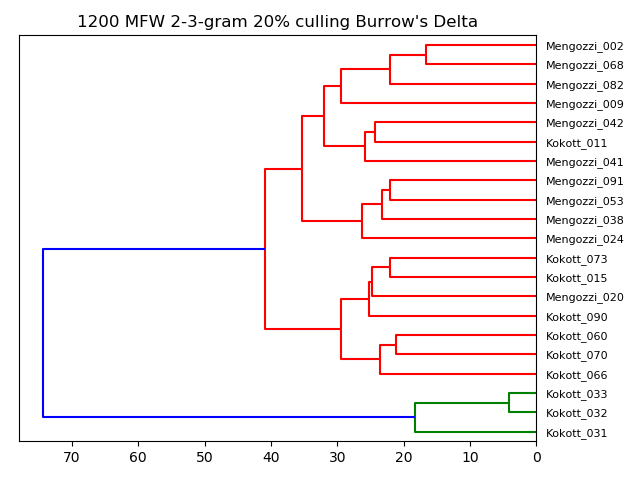 1200 MFW 2-3-gram 20% culling Burrow's Delta
Mengozzi_002
Mengozzi_068
Mengozzi_082
Mengozzi_009
Mengozzi_042
Kokott_011
Mengozzi_041
Mengozzi_091
Mengozzi_053
Mengozzi_038
Mengozzi_024
Kokott_073
Kokott_015
Mengozzi_020
Kokott_090
Kokott_060
Kokott_070
Kokott_066
Kokott_033
Kokott_032
Kokott_031
70 60 50 40 30 20 10 0